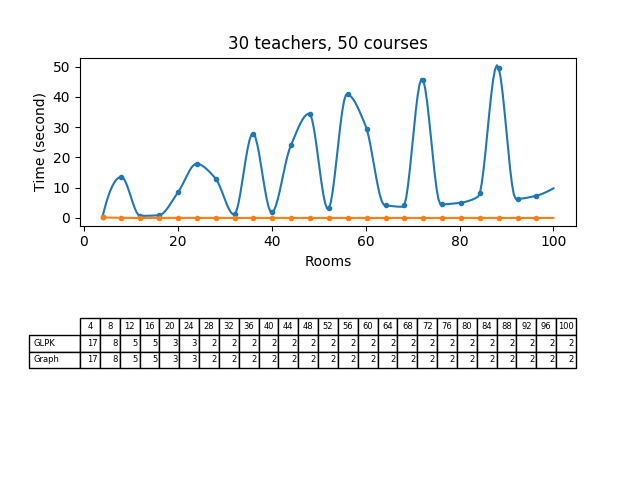 30 teachers, 50 courses
50
40
30
20
10
0
Time (second)
0 20 40 60 80 100
Rooms
4 8 12 16 20 24 28 32 36 40 44 48 52 56 60 64 68 72 76 80 84 88 92 96 100
GLPK 17 8 5 5 3 3 2 2 2 2 2 2 2 2 2 2 2 2 2 2 2 2 2 2 2
Graph 17 8 5 5 3 3 2 2 2 2 2 2 2 2 2 2 2 2 2 2 2 2 2 2 2